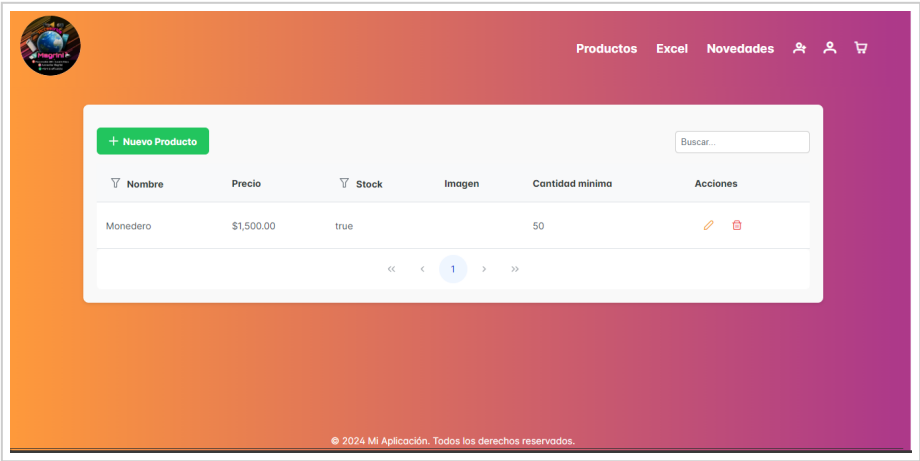 Magrini
Productos Excel Novedades
+ Nuevo Producto
Buscar...
Nombre Precio Stock Imagen Cantidad minima Acciones
Monedero $1,500.00 true 50
<< < 1 > >>
© 2024 Mi Aplicación. Todos los derechos reservados.